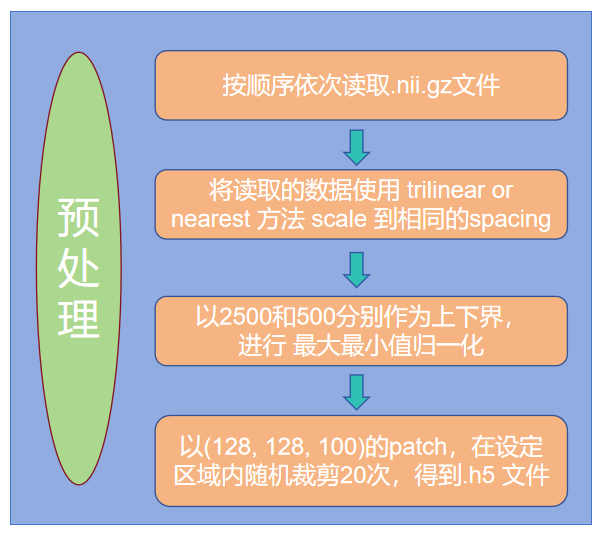 预
处
理
按顺序依次读取.nii.gz文件
将读取的数据使用 trilinear or
nearest 方法 scale 到相同的spacing
以2500和500分别作为上下界，
进行 最大最小值归一化
以(128, 128, 100)的patch，在设定
区域内随机裁剪20次，得到.h5 文件